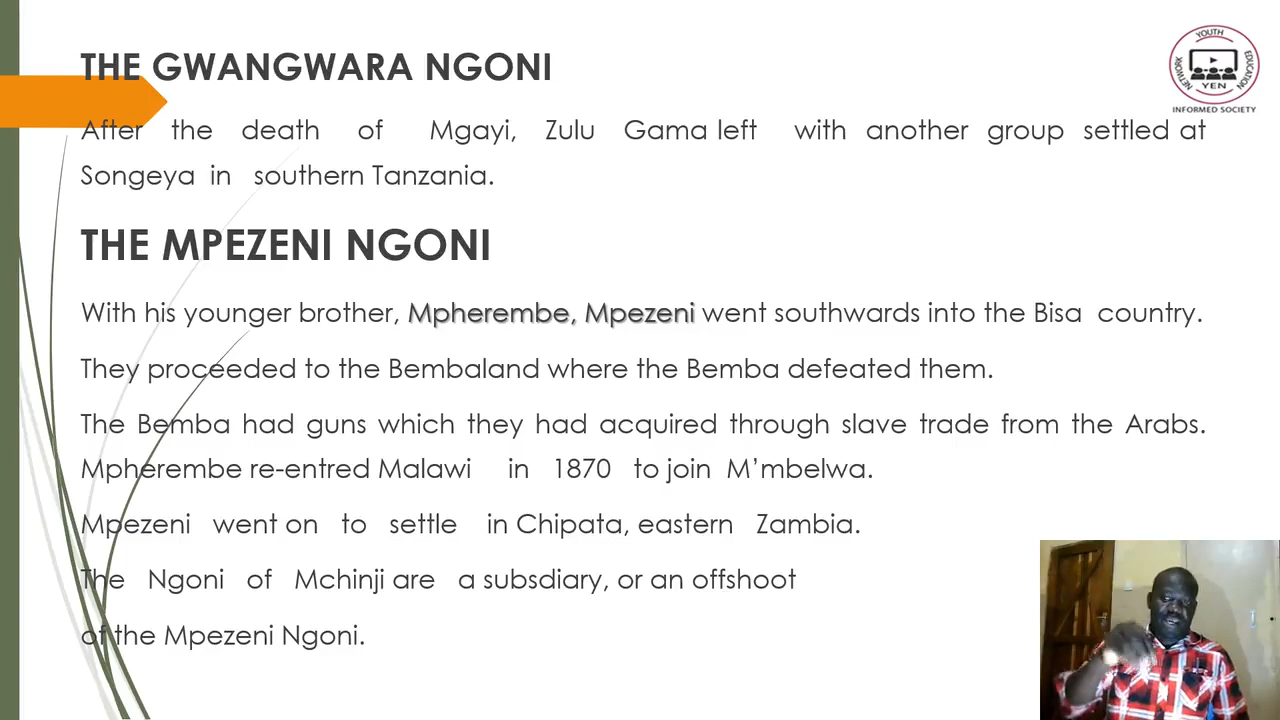 THE GWANGWARA NGONI
YOUTH
EDUCATION
NETWORK
YEN
INFORMED SOCIETY
After the death of Mgayi, Zulu Gama left with another group settled at
Songeya in southern Tanzania.
THE MPEZENI NGONI
With his younger brother, Mpherembe, Mpezeni went southwards into the Bisa country.
They proceeded to the Bembaland where the Bemba defeated them.
The Bemba had guns which they had acquired through slave trade from the Arabs.
Mpherembe re-entred Malawi in 1870 to join M’mbelwa.
Mpezeni went on to settle in Chipata, eastern Zambia.
The Ngoni of Mchinji are a subsdiary, or an offshoot
of the Mpezeni Ngoni.